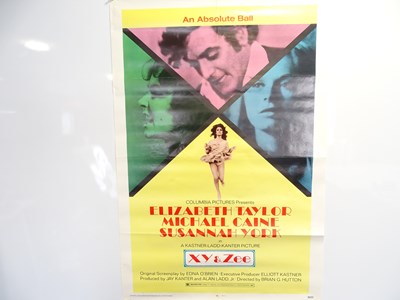 An Absolute Ball
COLUMBIA PICTURES Presents
ELIZABETH TAYLOR
MICHAEL CAINE
SUSANNAH YORK
in
A KASTNER-LADD-KANTER PICTURE
XY&Zee
Original Screenplay by EDNA O'BRIEN · Executive Producer ELLIOTT KASTNER
Produced by JAY KANTER and ALAN LADD, Jr. · Directed by BRIAN G. HUTTON